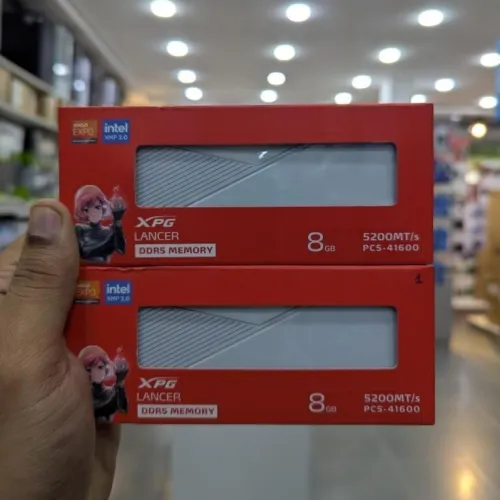 AMD
EXPO
intel
XMP 3.0
XPG
LANCER
DDR5 MEMORY
8GB
5200MT/s
PC5-41600
EXPO
intel
XMP 3.0
XPG
LANCER
DDR5 MEMORY
8GB
5200MT/s
PC5-41600